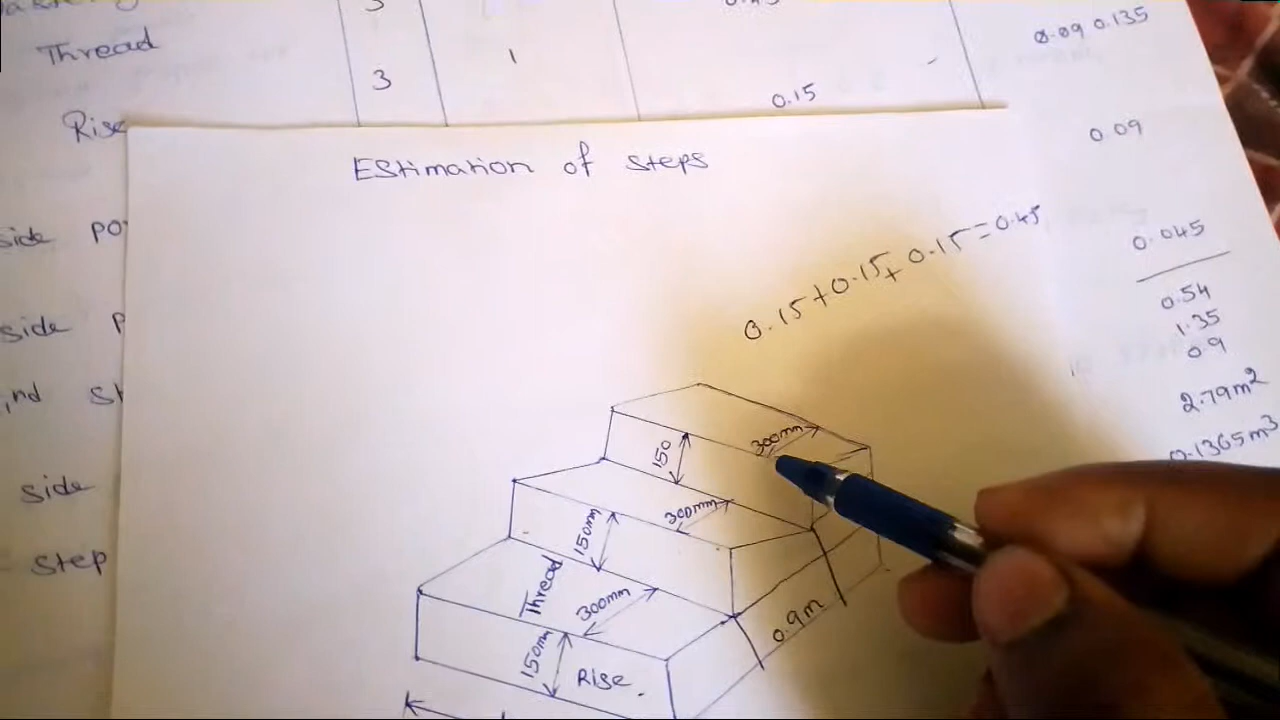 Thread
3
1
0.09 0.135
3
0.15
Rise
0.09
Estimation of steps
side
0.15+0.15+0.15=0.45
0.045
0.54
1.35
0.9
2.79m2
0.1365m3
side
300mm
150
300mm
150mm
side
Thread
300mm
step
0.9m
150mm
Rise.